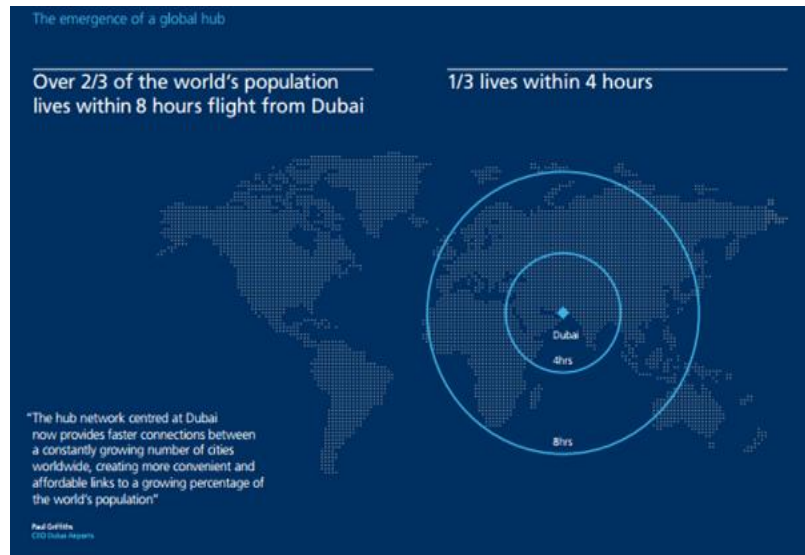 The emergence of a global hub
Over 2/3 of the world's population
lives within 8 hours flight from Dubai
1/3 lives within 4 hours
Dubai
4hrs
8hrs
"The hub network centred at Dubai
now provides faster connections between
a constantly growing number of cities
worldwide, creating more convenient and
affordable links to a growing percentage of
the world's population"
Paul Griffiths
CEO Dubai Airports